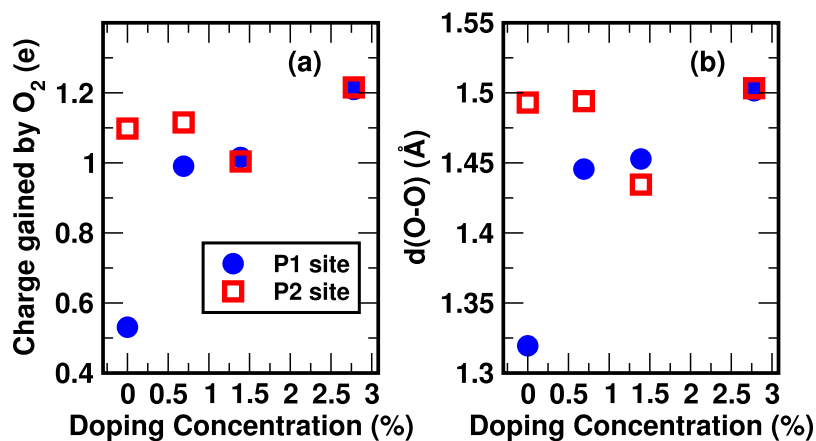 Charge gained by O2 (e)
(a)
1.2
1
0.8
0.6
0.4
P1 site
P2 site
0 0.5 1 1.5 2 2.5 3
Doping Concentration (%)
d(O-O) (Å)
(b)
1.55
1.5
1.45
1.4
1.35
1.3
0 0.5 1 1.5 2 2.5 3
Doping Concentration (%)